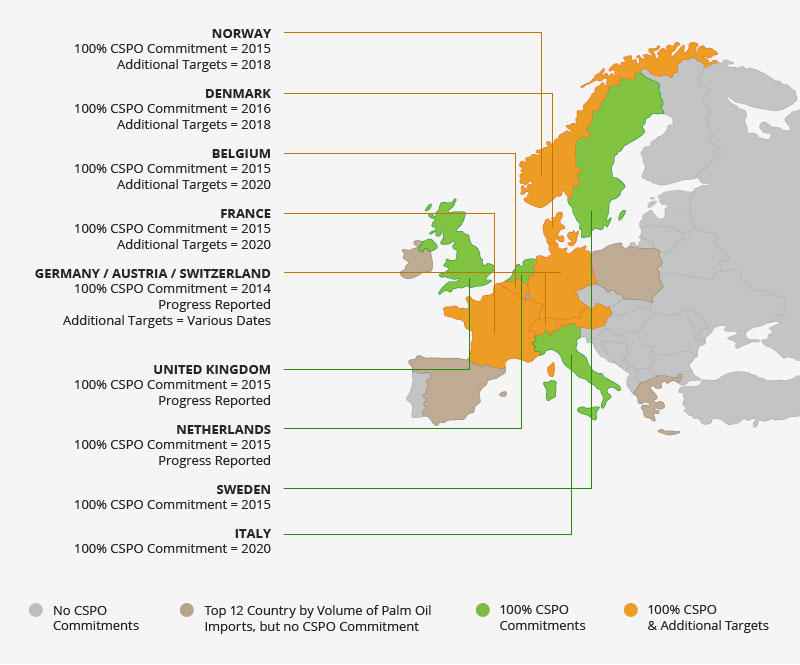 NORWAY
100% CSPO Commitment = 2015
Additional Targets = 2018
DENMARK
100% CSPO Commitment = 2016
Additional Targets = 2018
BELGIUM
100% CSPO Commitment = 2015
Additional Targets = 2020
FRANCE
100% CSPO Commitment = 2015
Additional Targets = 2020
GERMANY / AUSTRIA / SWITZERLAND
100% CSPO Commitment = 2014
Progress Reported
Additional Targets = Various Dates
UNITED KINGDOM
100% CSPO Commitment = 2015
Progress Reported
NETHERLANDS
100% CSPO Commitment = 2015
Progress Reported
SWEDEN
100% CSPO Commitment = 2015
ITALY
100% CSPO Commitment = 2020
No CSPO
Commitments
Top 12 Country by Volume of Palm Oil
Imports, but no CSPO Commitment
100% CSPO
Commitments
100% CSPO
& Additional Targets